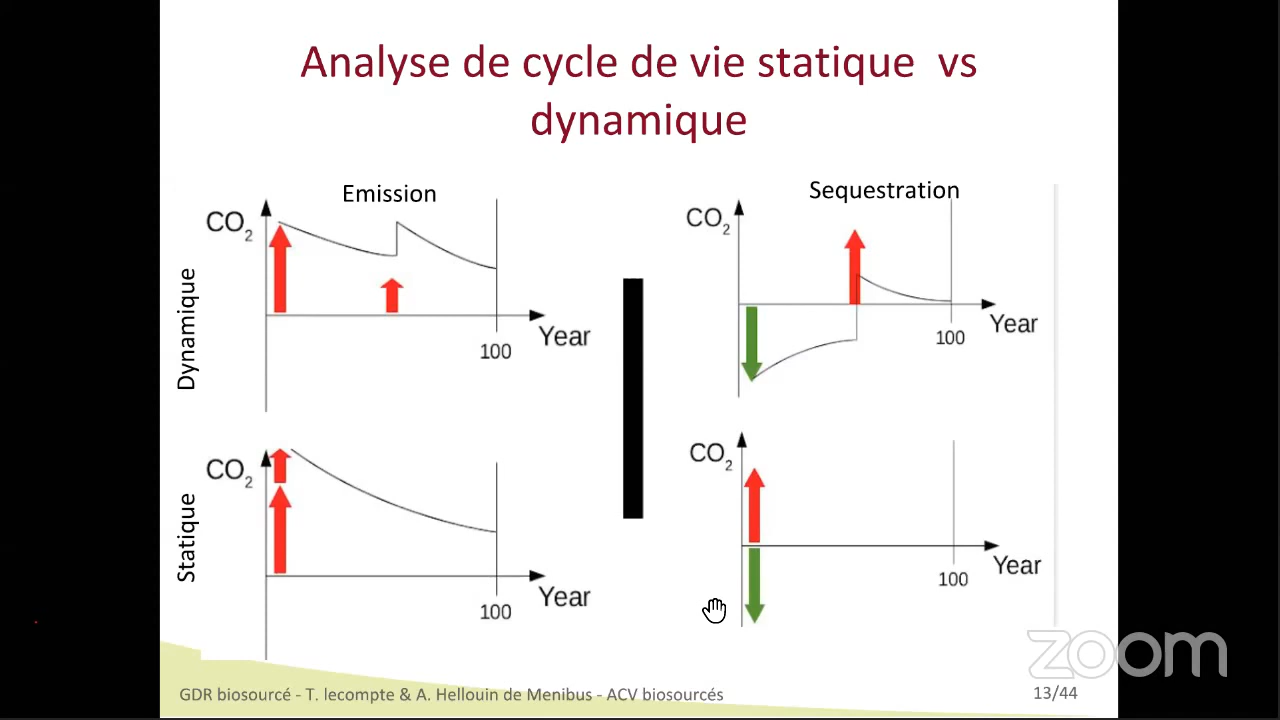 Analyse de cycle de vie statique vs
dynamique
Emission
Sequestration
Dynamique
CO2
Year
100
CO2
Year
100
Statique
CO2
Year
100
CO2
Year
100
zoom
GDR biosourcé - T. lecompte & A. Hellouin de Menibus - ACV biosourcés
13/44